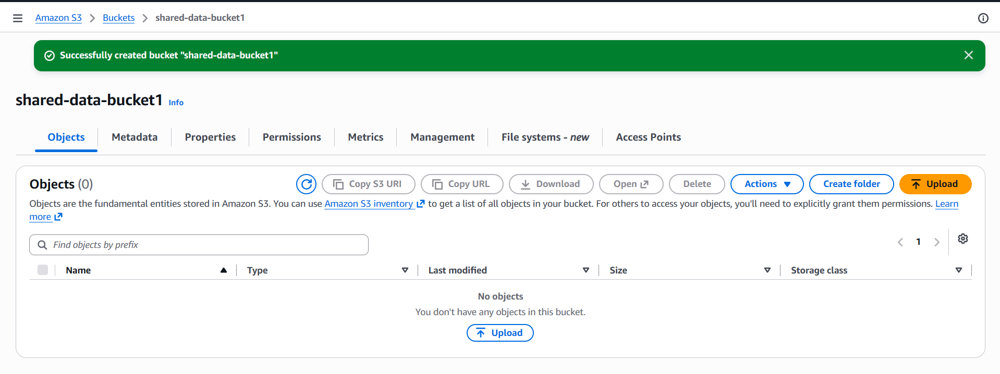 Amazon S3 > Buckets > shared-data-bucket1
Successfully created bucket "shared-data-bucket1"
shared-data-bucket1 Info
Objects Metadata Properties Permissions Metrics Management File systems - new Access Points
Objects (0) Copy S3 URI Copy URL Download Open Delete Actions Create folder Upload
Objects are the fundamental entities stored in Amazon S3. You can use Amazon S3 inventory to get a list of all objects in your bucket. For others to access your objects, you'll need to explicitly grant them permissions. Learn
more
Find objects by prefix 1
Name Type Last modified Size Storage class
No objects
You don't have any objects in this bucket.
Upload